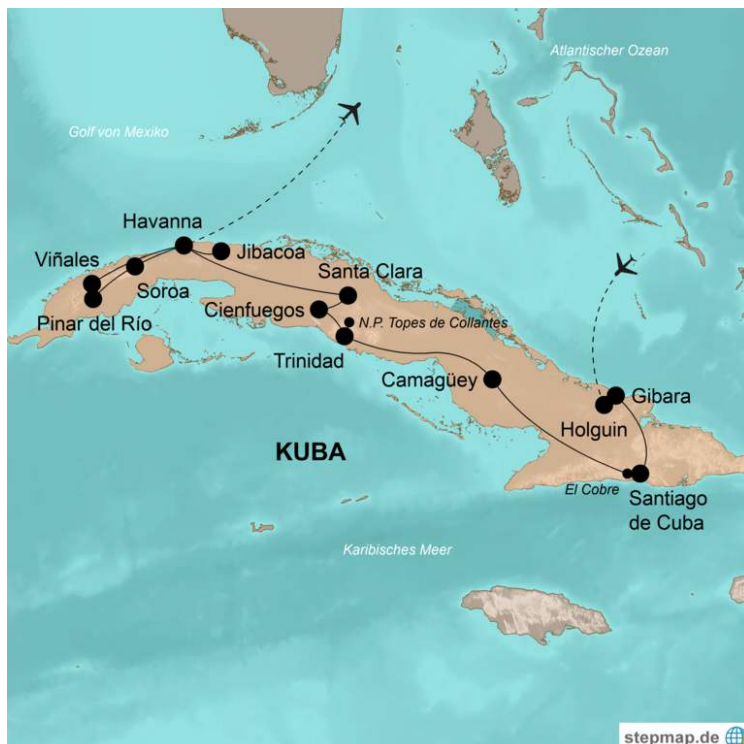 Atlantischer Ozean
Golf von Mexiko
Havanna
Jibacoa
Viñales
Soroa
Santa Clara
Pinar del Río
Cienfuegos
N.P. Topes de Collantes
Trinidad
Camagüey
Gibara
Holguin
KUBA
El Cobre
Santiago
de Cuba
Karibisches Meer
stepmap.de